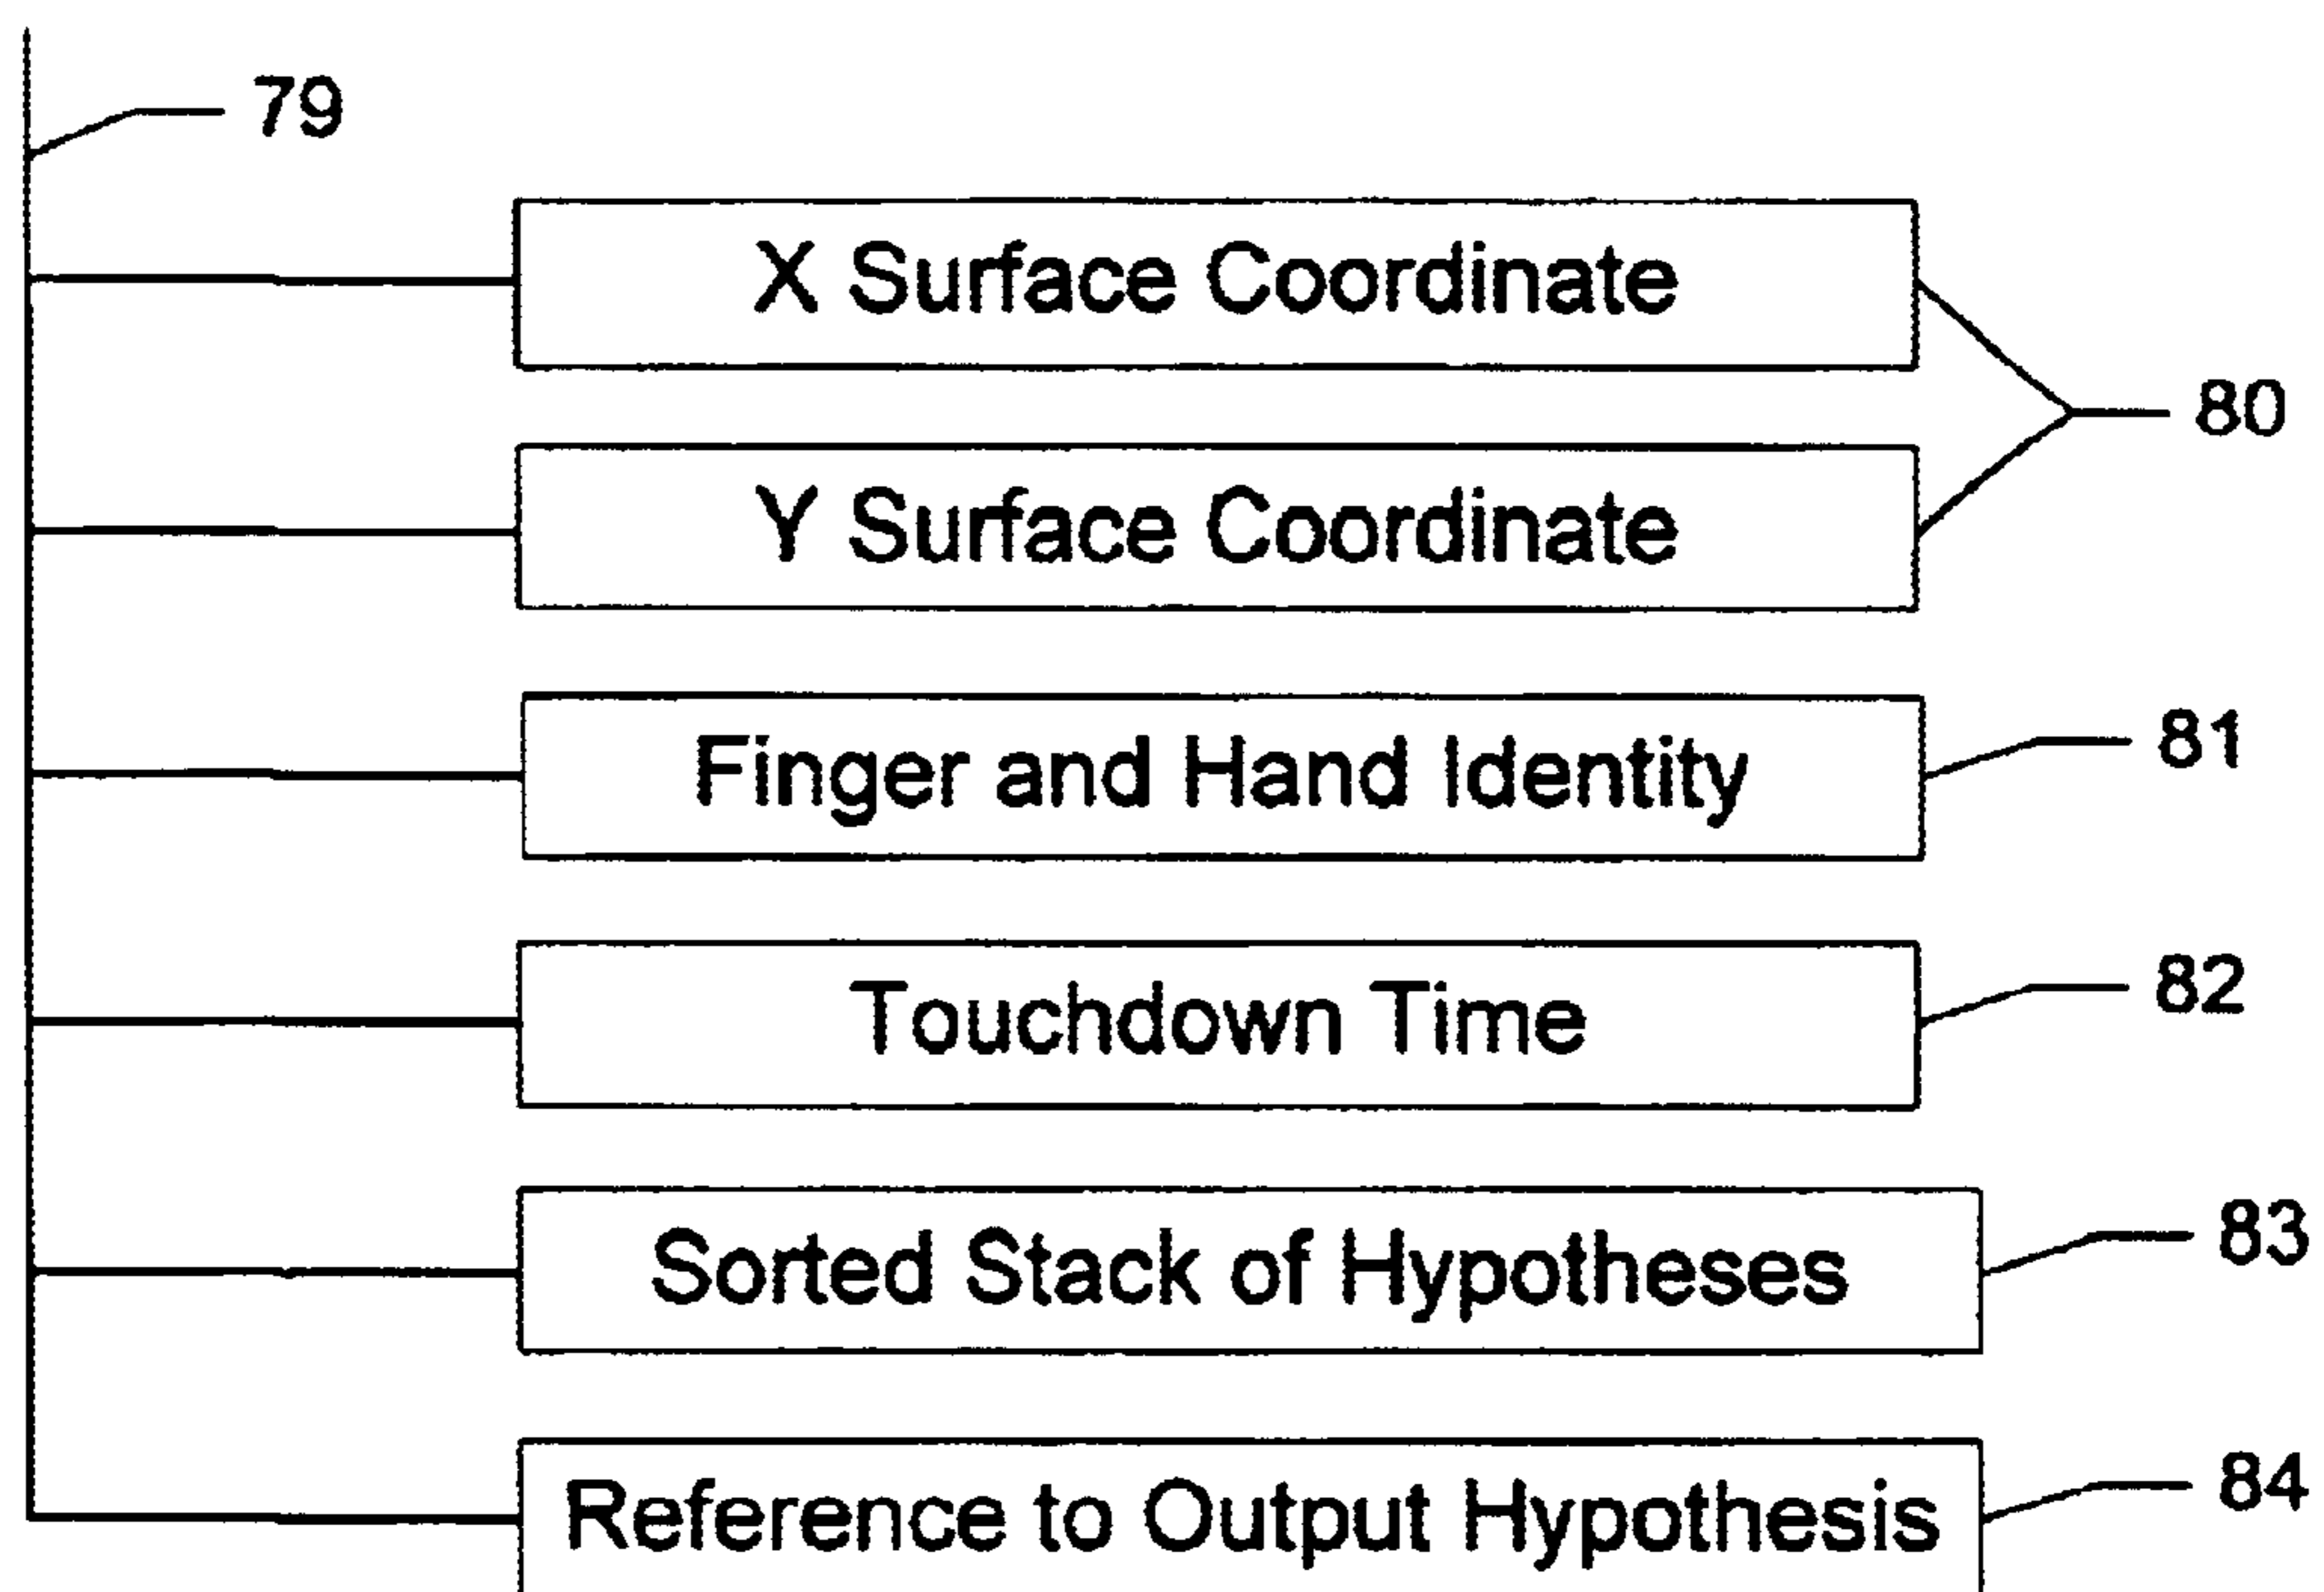 79
X Surface Coordinate
80
Y Surface Coordinate
Finger and Hand Identity
81
Touchdown Time
82
Sorted Stack of Hypotheses
83
Reference to Output Hypothesis
84